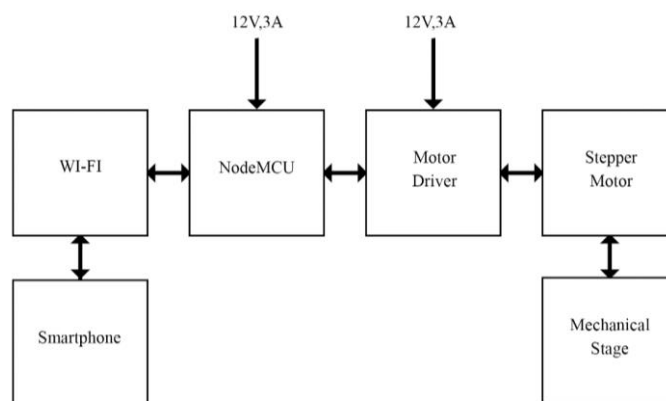 12V,3A
12V,3A
WI-FI
NodeMCU
Motor
Driver
Stepper
Motor
Smartphone
Mechanical
Stage